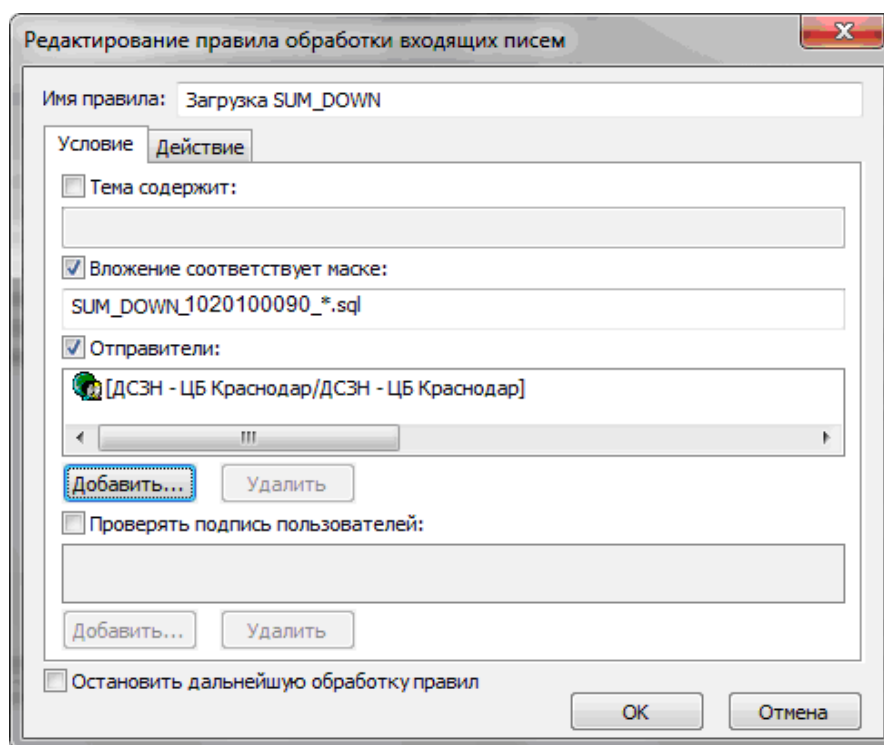 Редактирование правила обработки входящих писем
Имя правила: Загрузка SUM_DOWN
Условие Действие
Тема содержит:
Вложение соответствует маске:
SUM_DOWN_1020100090_*.sql
Отправители:
[ДСЗН - ЦБ Краснодар/ДСЗН - ЦБ Краснодар]
Добавить... Удалить
Проверять подпись пользователей:
Добавить... Удалить
Остановить дальнейшую обработку правил
ОК Отмена